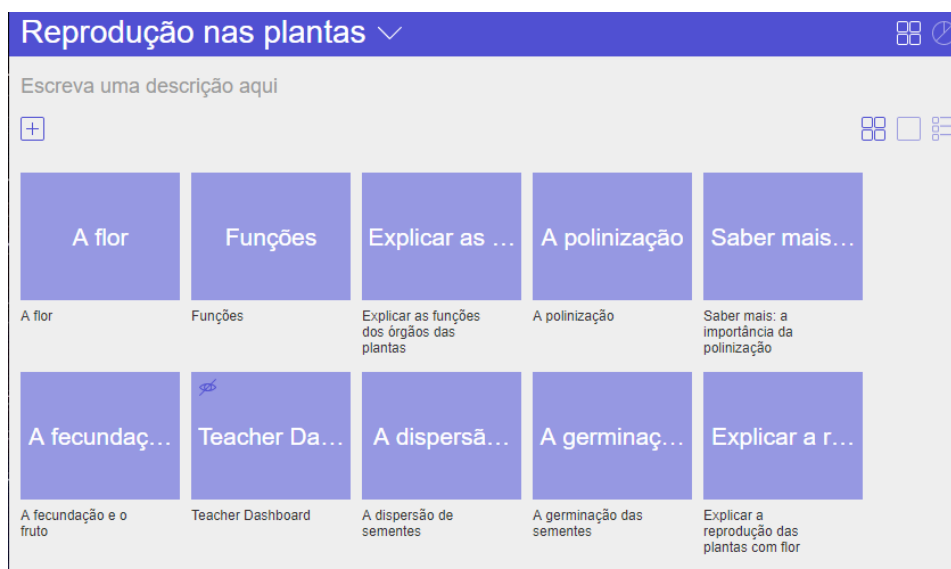 Reprodução nas plantas
Escreva uma descrição aqui
A flor
Funções
Explicar as ...
A polinização
Saber mais...
A flor
Funções
Explicar as funções
dos órgãos das
plantas
A polinização
Saber mais: a
importância da
polinização
A fecundaç...
Teacher Da...
A dispersã...
A germinaç...
Explicar a r...
A fecundação e o
fruto
Teacher Dashboard
A dispersão de
sementes
A germinação das
sementes
Explicar a
reprodução das
plantas com flor